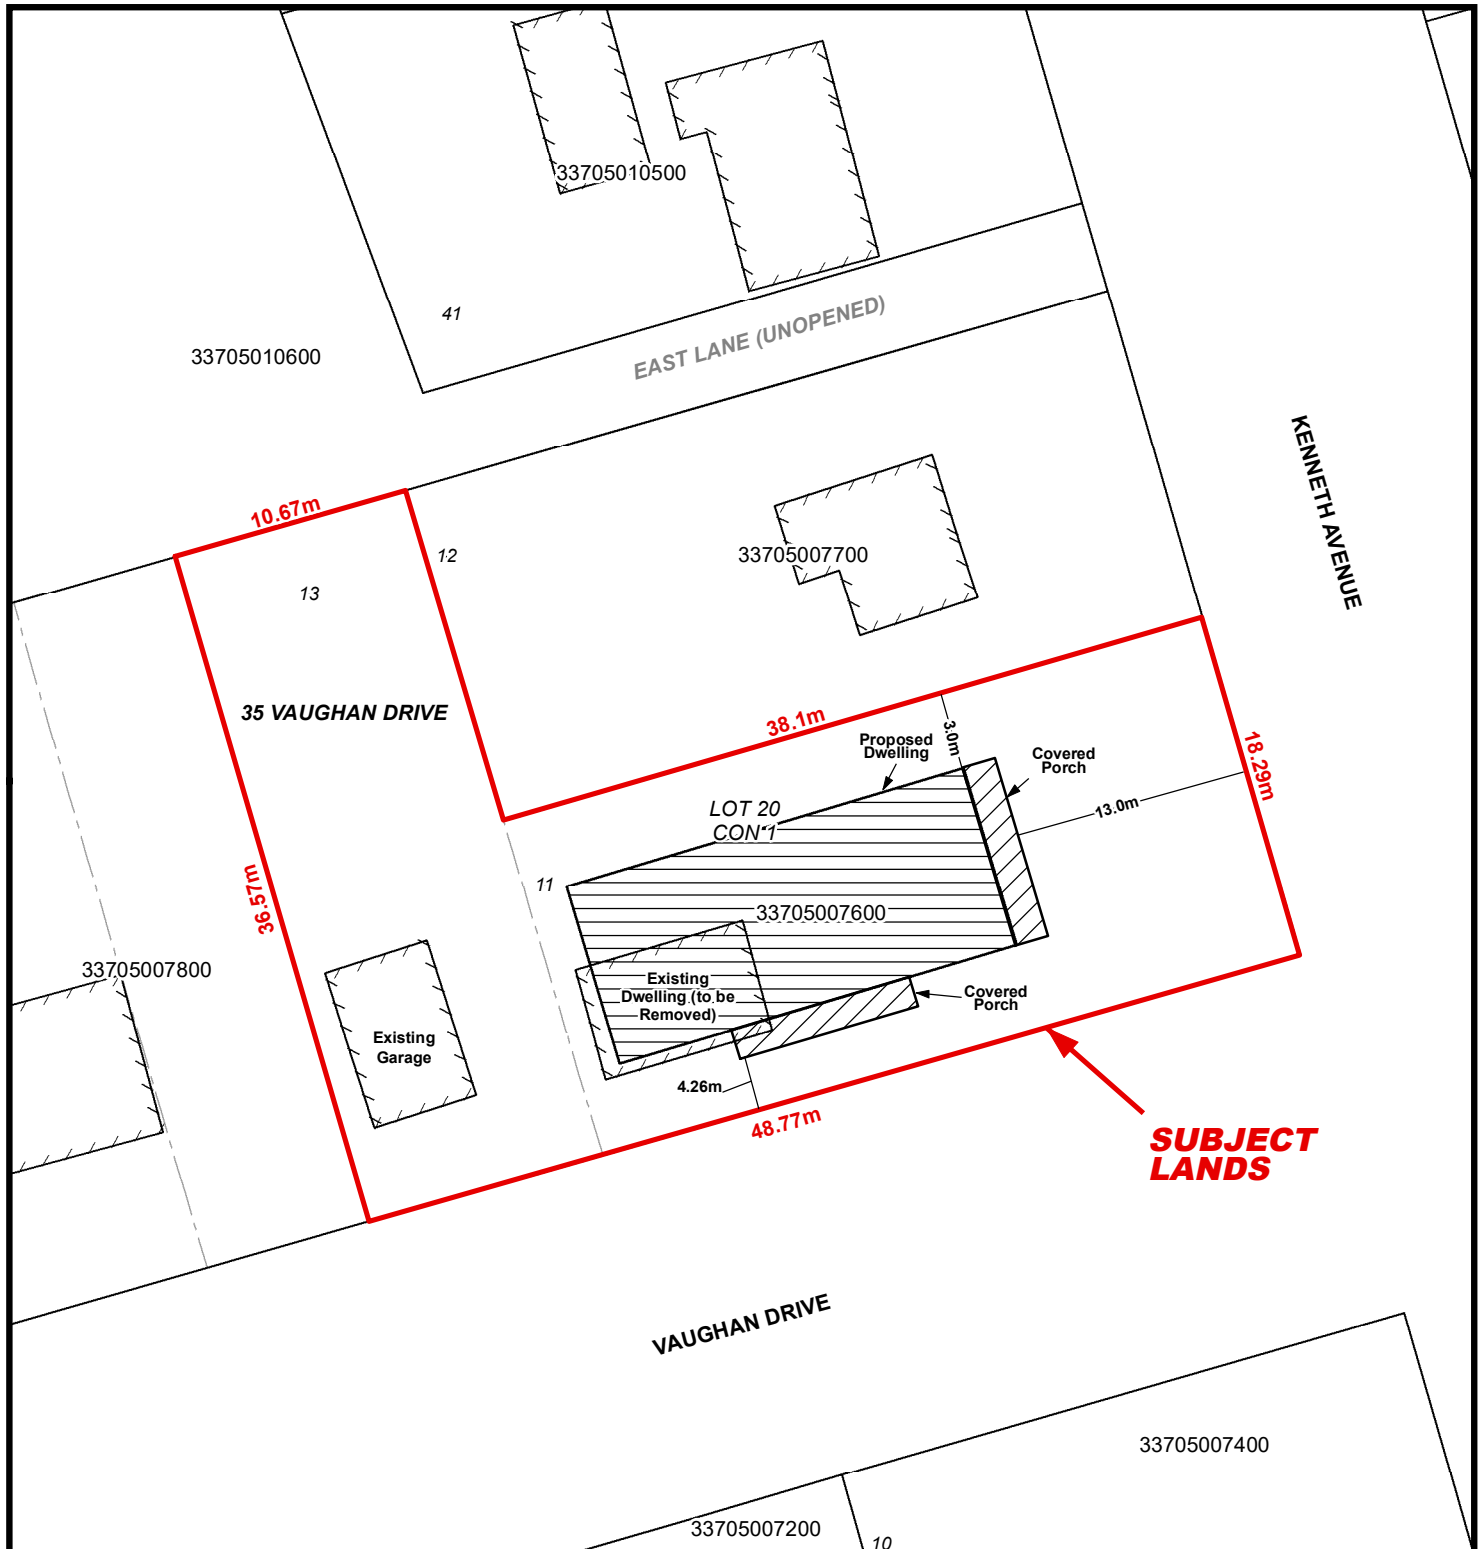 33705010500
41
EAST LANE (UNOPENED)
33705010600
KENNETH AVENUE
10.67m
12
33705007700
13
35 VAUGHAN DRIVE
38.1m
3.0m
Proposed
Dwelling
Covered
Porch
18.29m
13.0m
LOT 20
CON 1
11
36.57m
33705007600
33705007800
Existing
Dwelling (to be
Removed)
Covered
Porch
Existing
Garage
4.26m
48.77m
SUBJECT
LANDS
VAUGHAN DRIVE
33705007400
33705007200
10